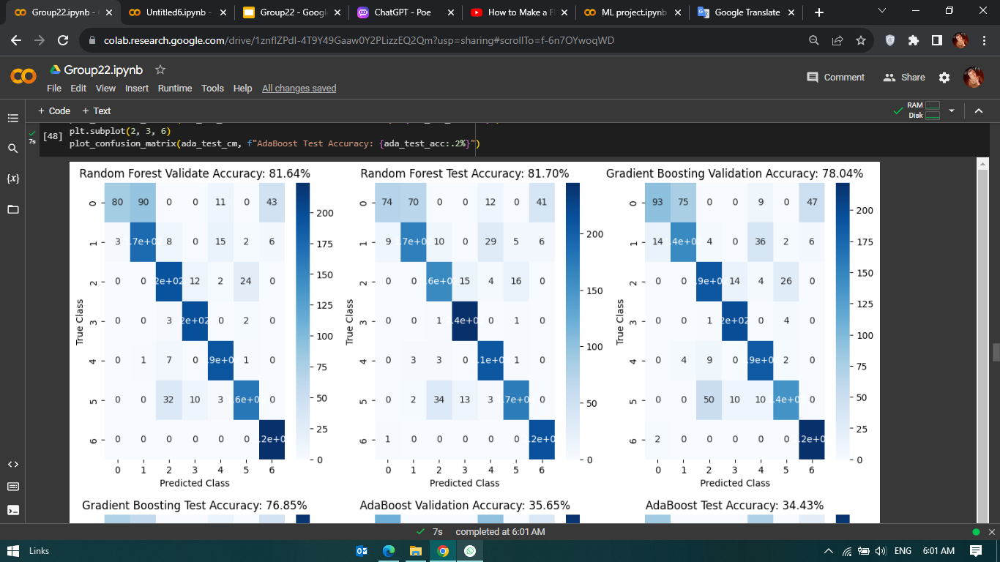 Group22.ipynb -
Untitled6.ipynb -
Group22 - Googl
ChatGPT - Poe
How to Make a F
ML project.ipynb
Google Translate
colab.research.google.com/drive/1znflZPdI-4T9Y49Gaaw0Y2PLizzEQ2Qm?usp=sharing#scrollTo=f-6n7OYwoqWD
Group22.ipynb
Comment
Share
File Edit View Insert Runtime Tools Help All changes saved
+ Code + Text
RAM
Disk
7s
[48]
plt.subplot(2, 3, 6)
plot_confusion_matrix(ada_test_cm, f"AdaBoost Test Accuracy: {ada_test_acc:.2%}")
Random Forest Validate Accuracy: 81.64%
0 80 90 0 0 11 0 43
1 3 .7e+02 8 0 15 2 6
2 0 0 2e+02 12 2 24 0
3 0 0 3 2e+02 0 2 0
4 0 1 7 0 .9e+0 1 0
5 0 0 32 10 3 .6e+0 0
6 0 0 0 0 0 0 .2e+0
0 1 2 3 4 5 6
True Class
Predicted Class
200
175
150
125
100
75
50
25
0
Random Forest Test Accuracy: 81.70%
0 74 70 0 0 12 0 41
1 9 .7e+0 10 0 29 5 6
2 0 0 .6e+0 15 4 16 0
3 0 0 1 .4e+0 0 1 0
4 0 3 3 0 .1e+0 1 0
5 0 2 34 13 3 .7e+0 0
6 1 0 0 0 0 0 .2e+0
0 1 2 3 4 5 6
True Class
Predicted Class
200
150
100
50
0
Gradient Boosting Validation Accuracy: 78.04%
0 93 75 0 0 9 0 47
1 14 .4e+0 4 0 36 2 6
2 0 0 .9e+0 14 4 26 0
3 0 0 1 2e+02 0 4 0
4 0 4 9 0 .9e+0 2 0
5 0 0 50 10 10 .4e+0 0
6 2 0 0 0 0 0 .2e+0
0 1 2 3 4 5 6
True Class
Predicted Class
200
175
150
125
100
75
50
25
0
Gradient Boosting Test Accuracy: 76.85%
AdaBoost Validation Accuracy: 35.65%
AdaBoost Test Accuracy: 34.43%
7s completed at 6:01 AM
Links
ENG
6:01 AM